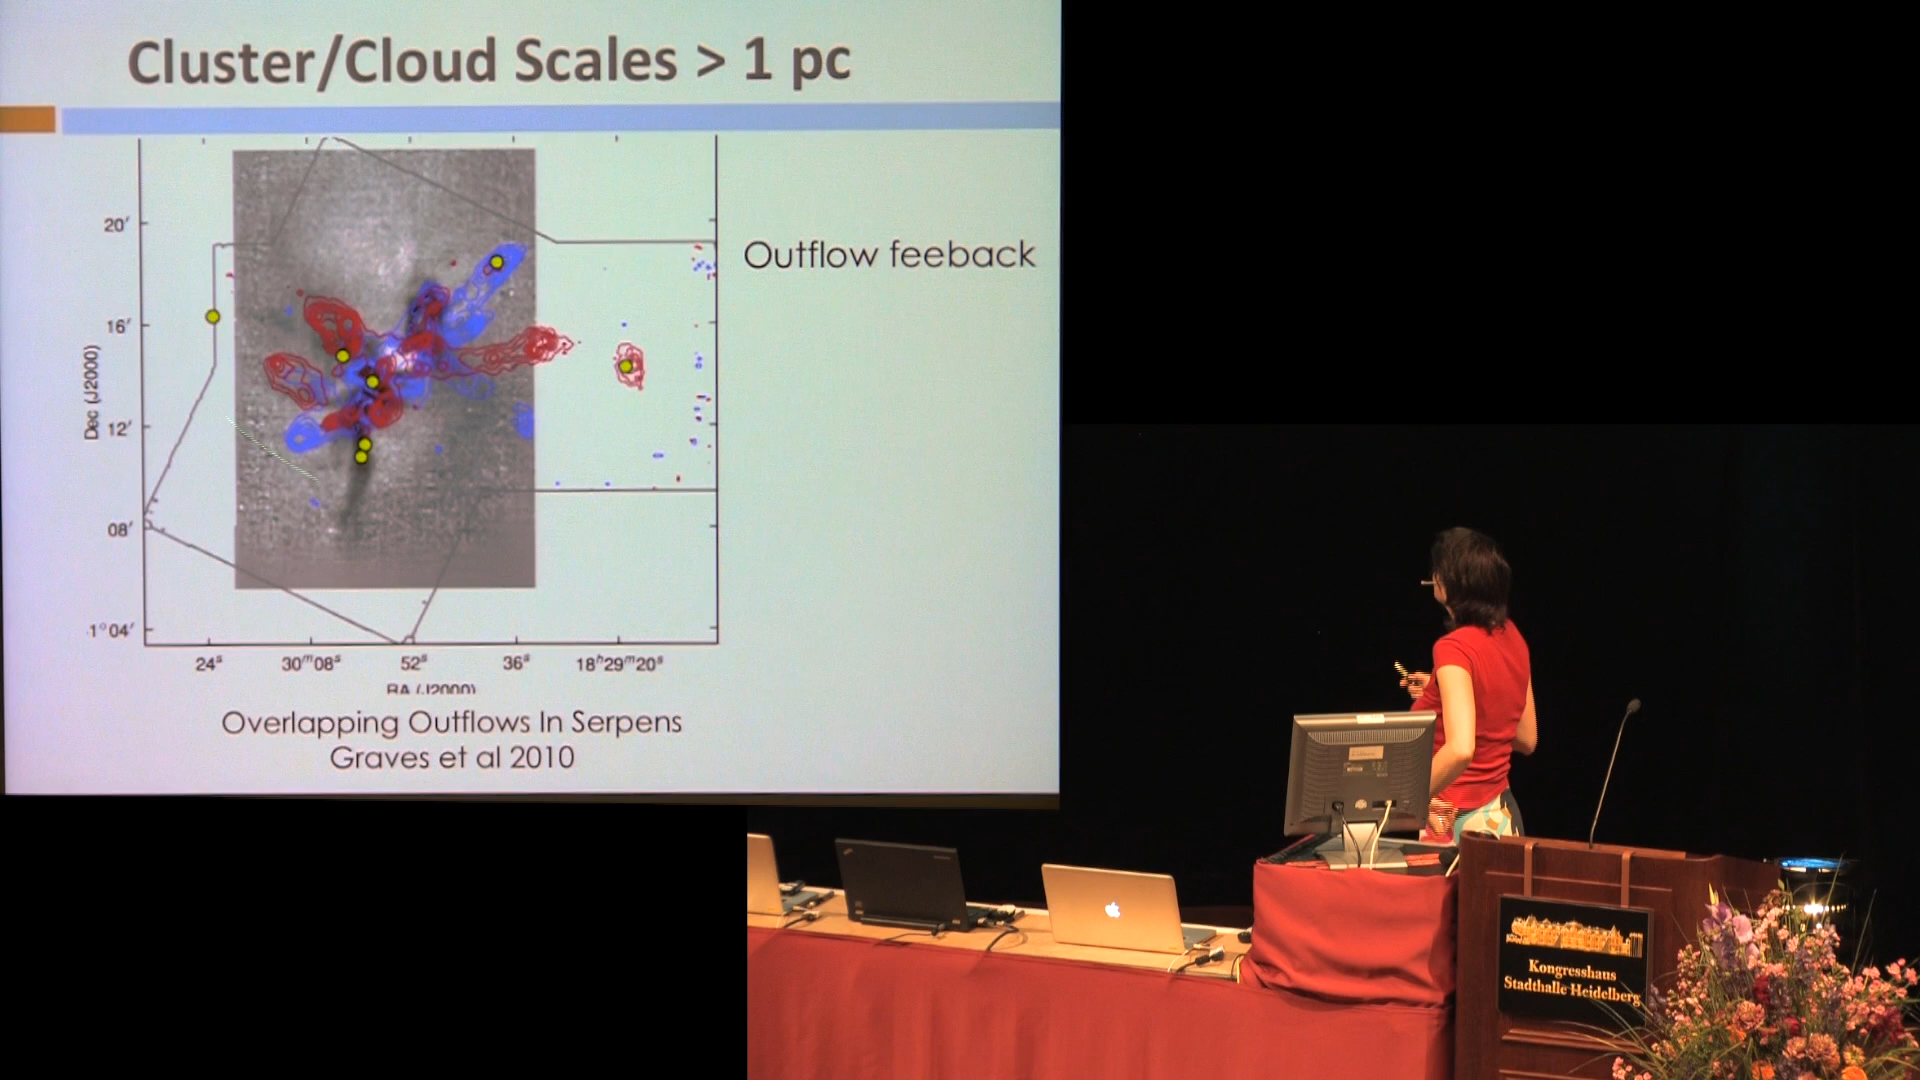 Cluster/Cloud Scales > 1 pc
Outflow feeback
20′
16′
12′
08′
1°04′
Dec (J2000)
24ˢ
30ᵐ08ˢ
52ˢ
36ˢ
18ʰ29ᵐ20ˢ
RA (J2000)
Overlapping Outflows In Serpens
Graves et al 2010
Kongresshaus
Stadthalle Heidelberg